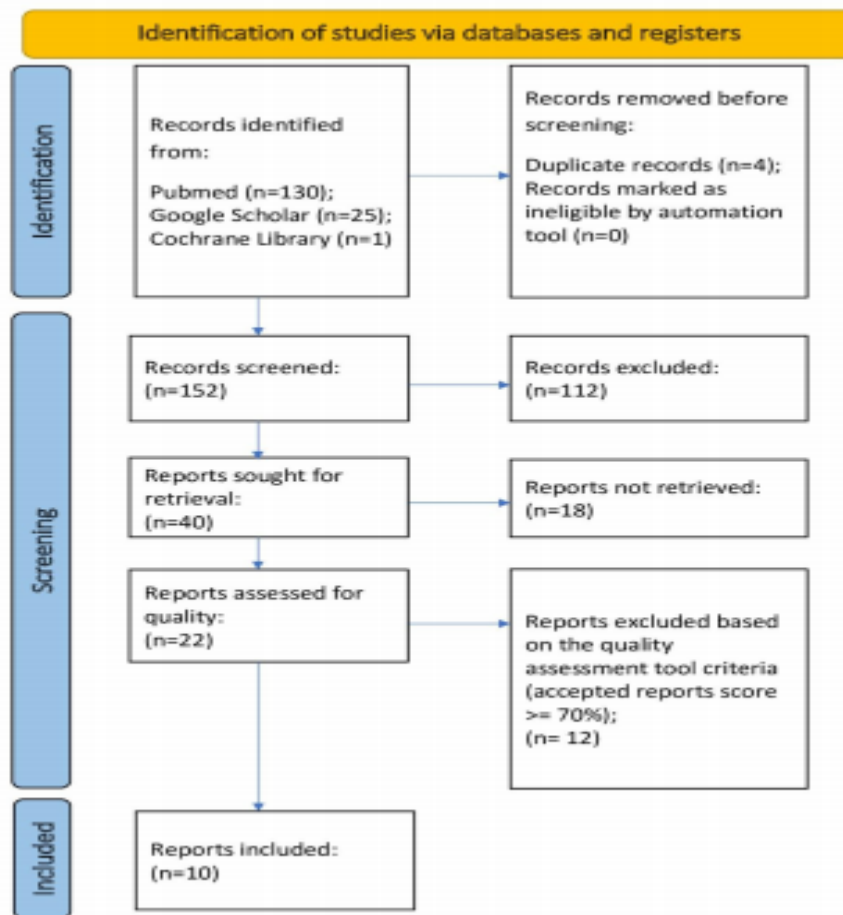 Identification of studies via databases and registers
Identification
Records identified
from:
Pubmed (n=130);
Google Scholar (n=25);
Cochrane Library (n=1)
Records removed before
screening:
Duplicate records (n=4);
Records marked as
ineligible by automation
tool (n=0)
Screening
Records screened:
(n=152)
Records excluded:
(n=112)
Reports sought for
retrieval:
(n=40)
Reports not retrieved:
(n=18)
Reports assessed for
quality:
(n=22)
Reports excluded based
on the quality
assessment tool criteria
(accepted reports score
>= 70%);
(n= 12)
Included
Reports included:
(n=10)